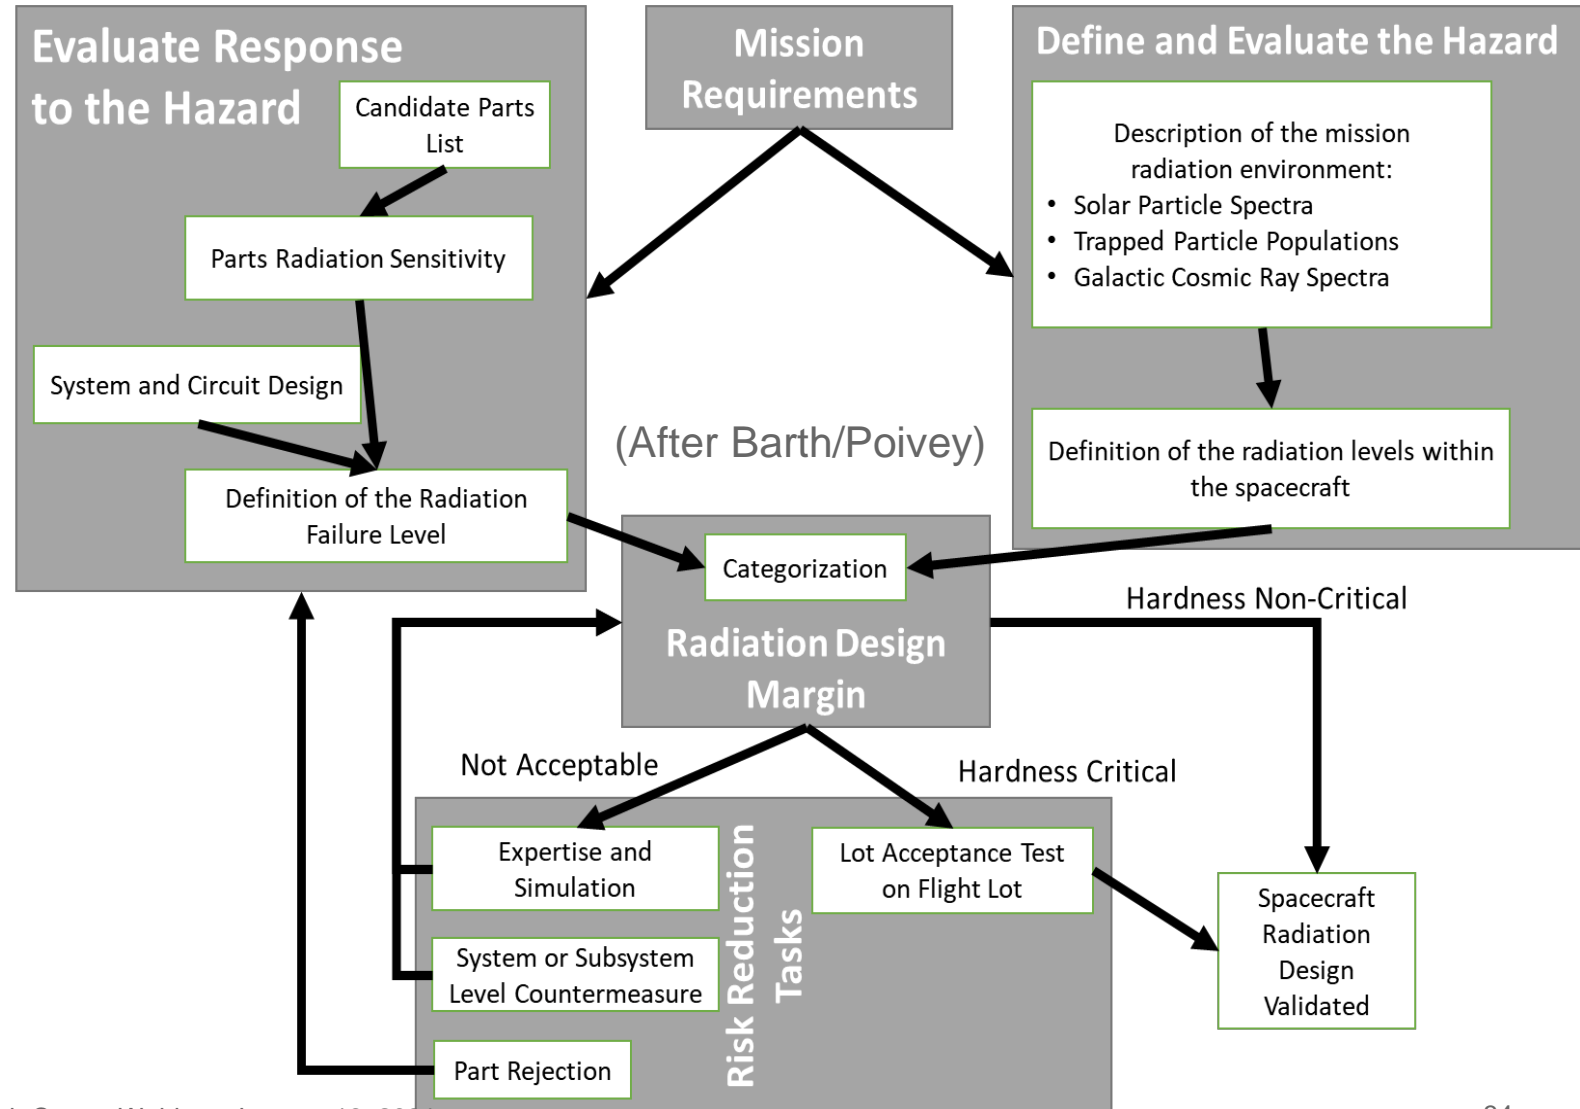 Evaluate Response
to the Hazard
Candidate Parts
List
Parts Radiation Sensitivity
System and Circuit Design
Definition of the Radiation
Failure Level
Mission
Requirements
Define and Evaluate the Hazard
Description of the mission
radiation environment:
• Solar Particle Spectra
• Trapped Particle Populations
• Galactic Cosmic Ray Spectra
Definition of the radiation levels within
the spacecraft
(After Barth/Poivey)
Categorization
Radiation Design
Margin
Hardness Non-Critical
Not Acceptable
Hardness Critical
Expertise and
Simulation
System or Subsystem
Level Countermeasure
Part Rejection
Risk Reduction
Tasks
Lot Acceptance Test
on Flight Lot
Spacecraft
Radiation
Design
Validated